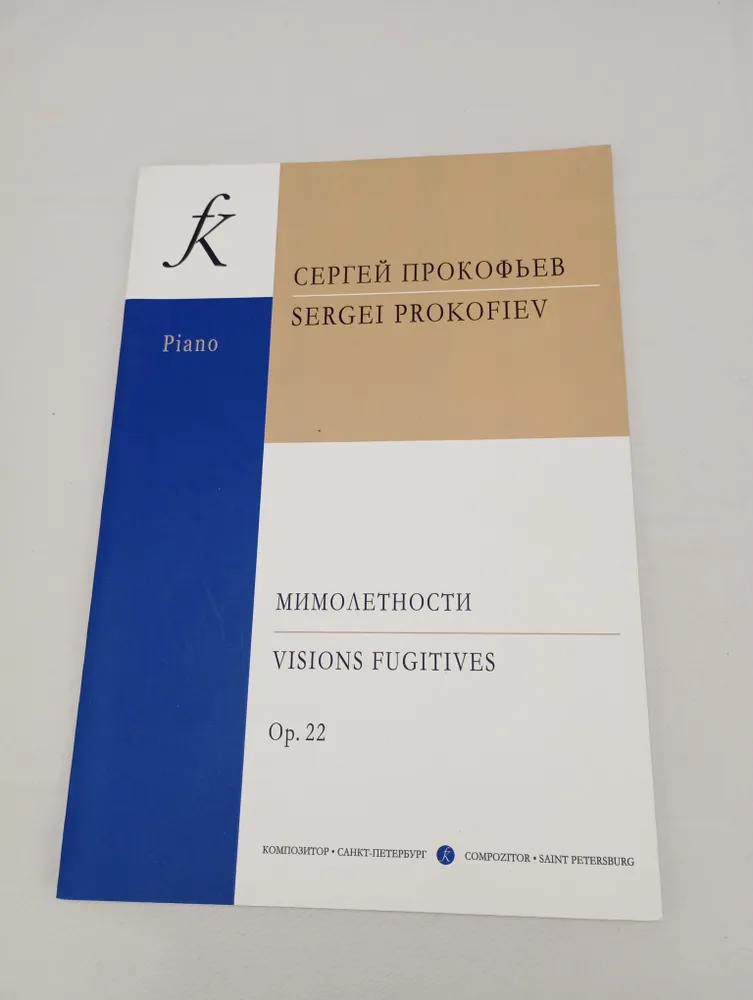 fk
СЕРГЕЙ ПРОКОФЬЕВ
SERGEI PROKOFIEV
Piano
МИМОЛЕТНОСТИ
VISIONS FUGITIVES
Op. 22
КОМПОЗИТОР • САНКТ-ПЕТЕРБУРГ fk COMPOZITOR • SAINT PETERSBURG